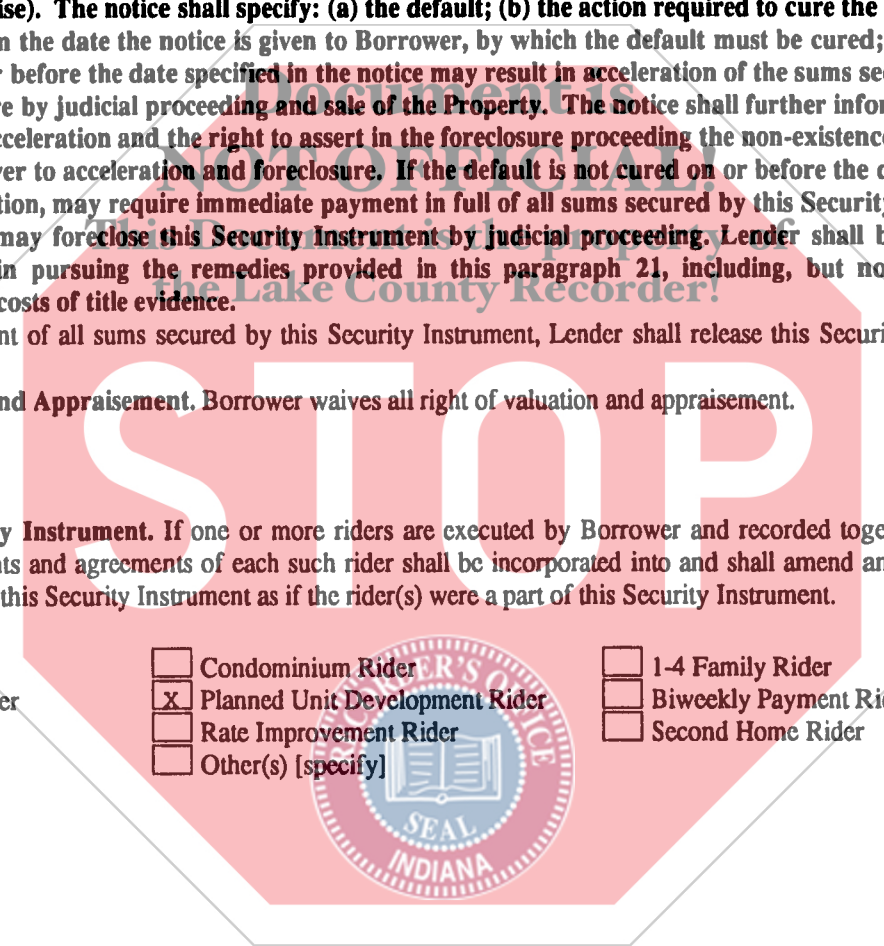 ise). The notice shall specify: (a) the default; (b) the action required to cure the
n the date the notice is given to Borrower, by which the default must be cured;
r before the date specified in the notice may result in acceleration of the sums se
Document is
e by judicial proceeding and sale of the Property. The notice shall further infor
cceleration and the right to assert in the foreclosure proceeding the non-existenc
NOT OFFICIAL!
er to acceleration and foreclosure. If the default is not cured on or before the d
tion, may require immediate payment in full of all sums secured by this Security
This Document is the property of
may foreclose this Security Instrument by judicial proceeding. Lender shall b
in pursuing the remedies provided in this paragraph 21, including, but no
the Lake County Recorder!
costs of title evidence.
nt of all sums secured by this Security Instrument, Lender shall release this Securi
nd Appraisement. Borrower waives all right of valuation and appraisement.
STOP
y Instrument. If one or more riders are executed by Borrower and recorded toge
ts and agreements of each such rider shall be incorporated into and shall amend an
this Security Instrument as if the rider(s) were a part of this Security Instrument.
Condominium Rider 1-4 Family Rider
er x Planned Unit Development Rider Biweekly Payment Ri
Rate Improvement Rider Second Home Rider
Other(s) [specify]
RECORDER'S OFFICE
SEAL
INDIANA